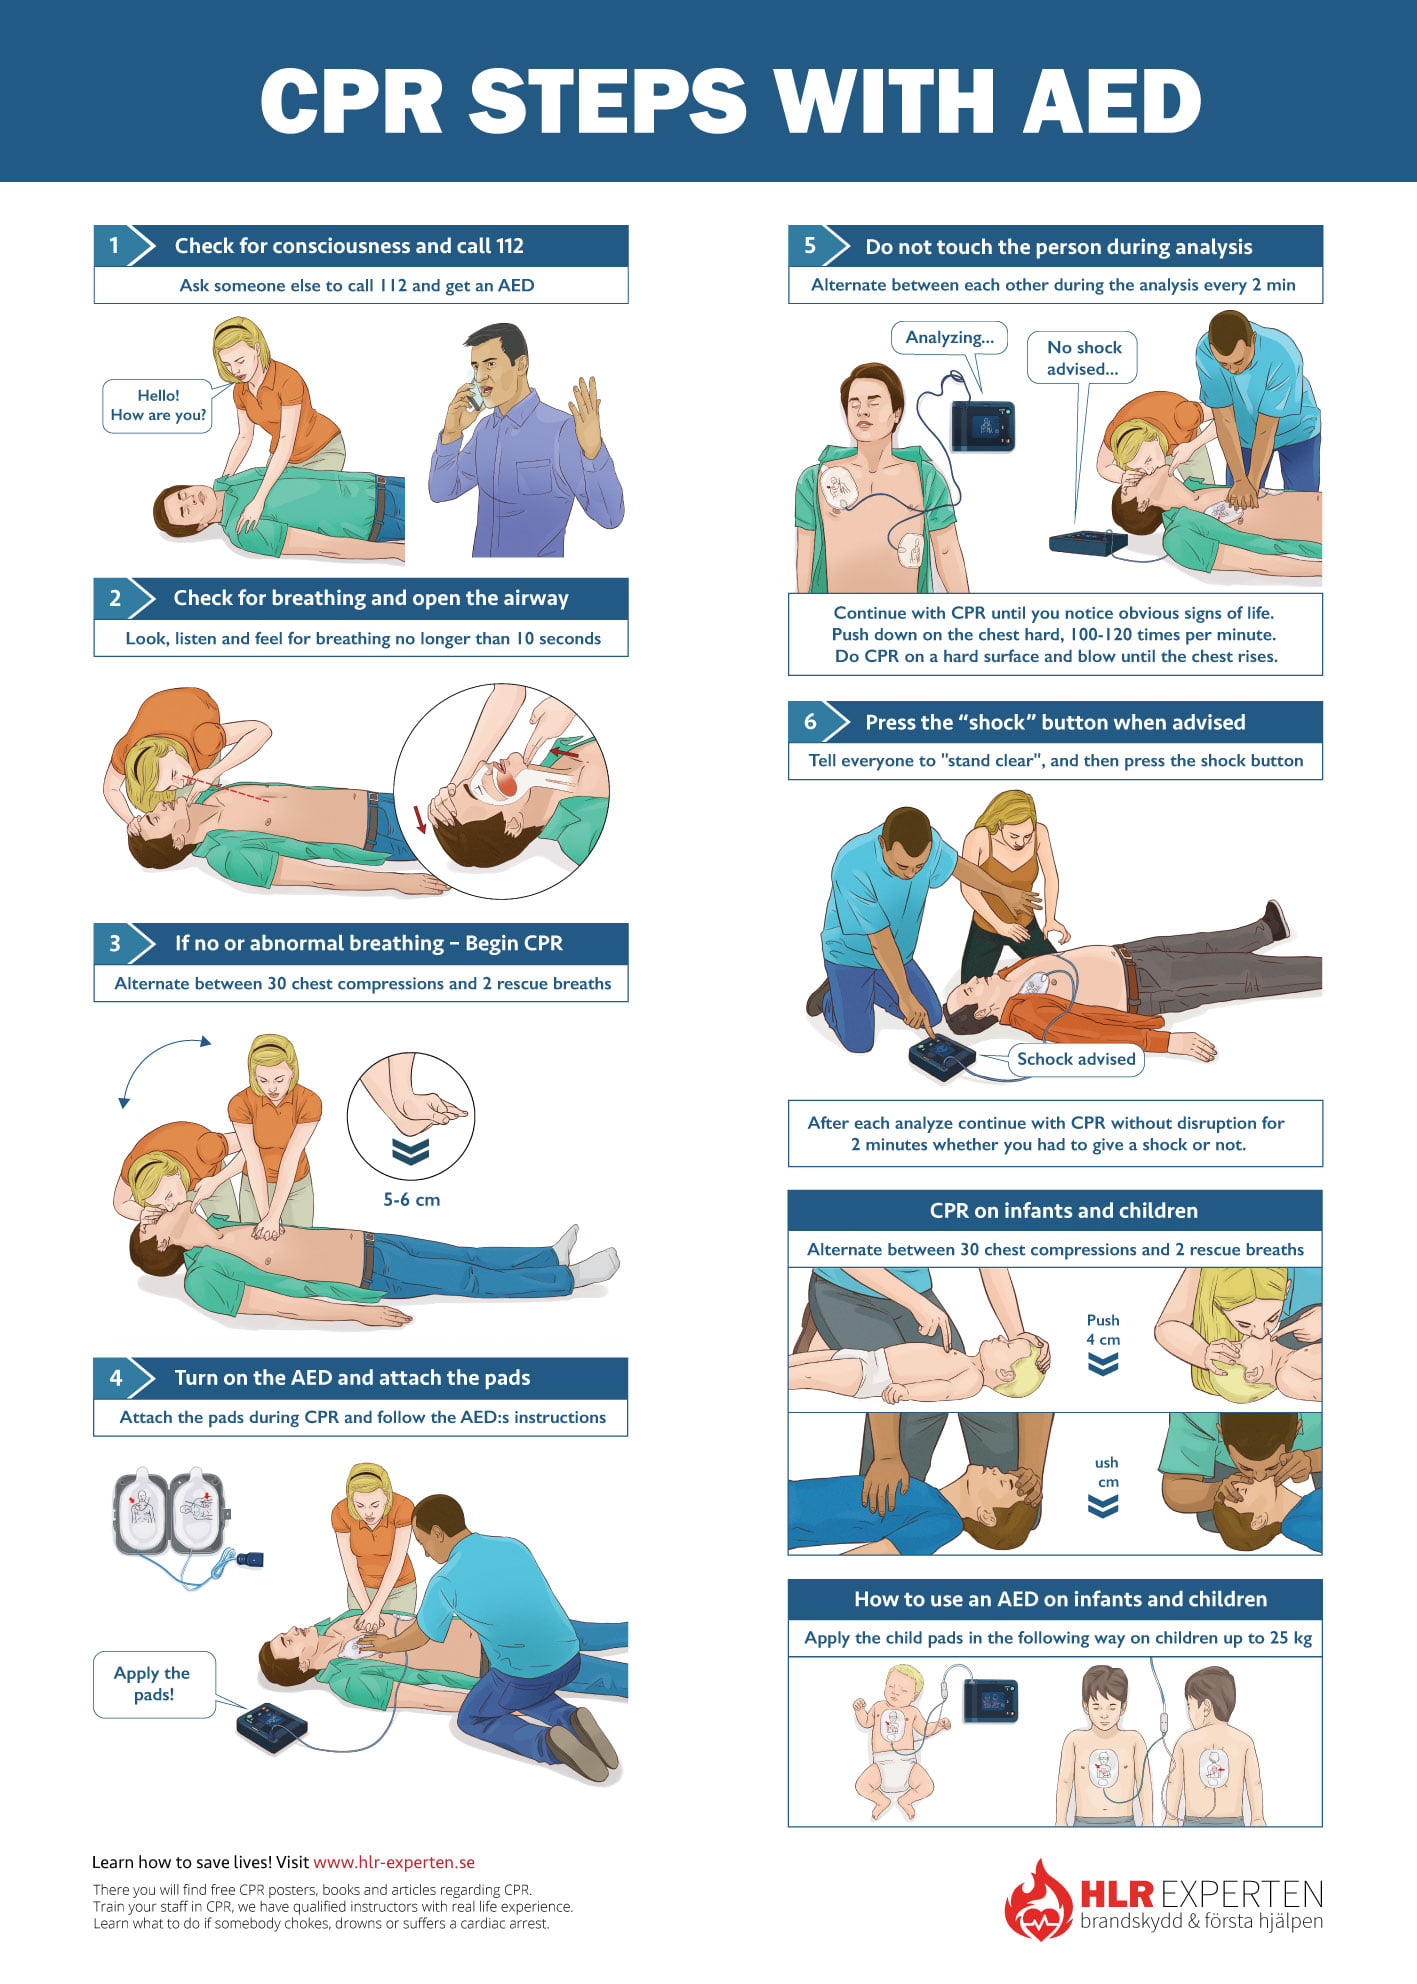 CPR STEPS WITH AED
1 Check for consciousness and call 112
Ask someone else to call 112 and get an AED
Hello!
How are you?
2 Check for breathing and open the airway
Look, listen and feel for breathing no longer than 10 seconds
3 If no or abnormal breathing – Begin CPR
Alternate between 30 chest compressions and 2 rescue breaths
5-6 cm
4 Turn on the AED and attach the pads
Attach the pads during CPR and follow the AED:s instructions
Apply the
pads!
5 Do not touch the person during analysis
Alternate between each other during the analysis every 2 min
Analyzing...
No shock
advised...
Continue with CPR until you notice obvious signs of life.
Push down on the chest hard, 100-120 times per minute.
Do CPR on a hard surface and blow until the chest rises.
6 Press the “shock” button when advised
Tell everyone to "stand clear", and then press the shock button
Schock advised
After each analyze continue with CPR without disruption for
2 minutes whether you had to give a shock or not.
CPR on infants and children
Alternate between 30 chest compressions and 2 rescue breaths
Push
4 cm
ush
cm
How to use an AED on infants and children
Apply the child pads in the following way on children up to 25 kg
Learn how to save lives! Visit www.hlr-experten.se
There you will find free CPR posters, books and articles regarding CPR.
Train your staff in CPR, we have qualified instructors with real life experience.
Learn what to do if somebody chokes, drowns or suffers a cardiac arrest.
HLR EXPERTEN
brandskydd & första hjälpen